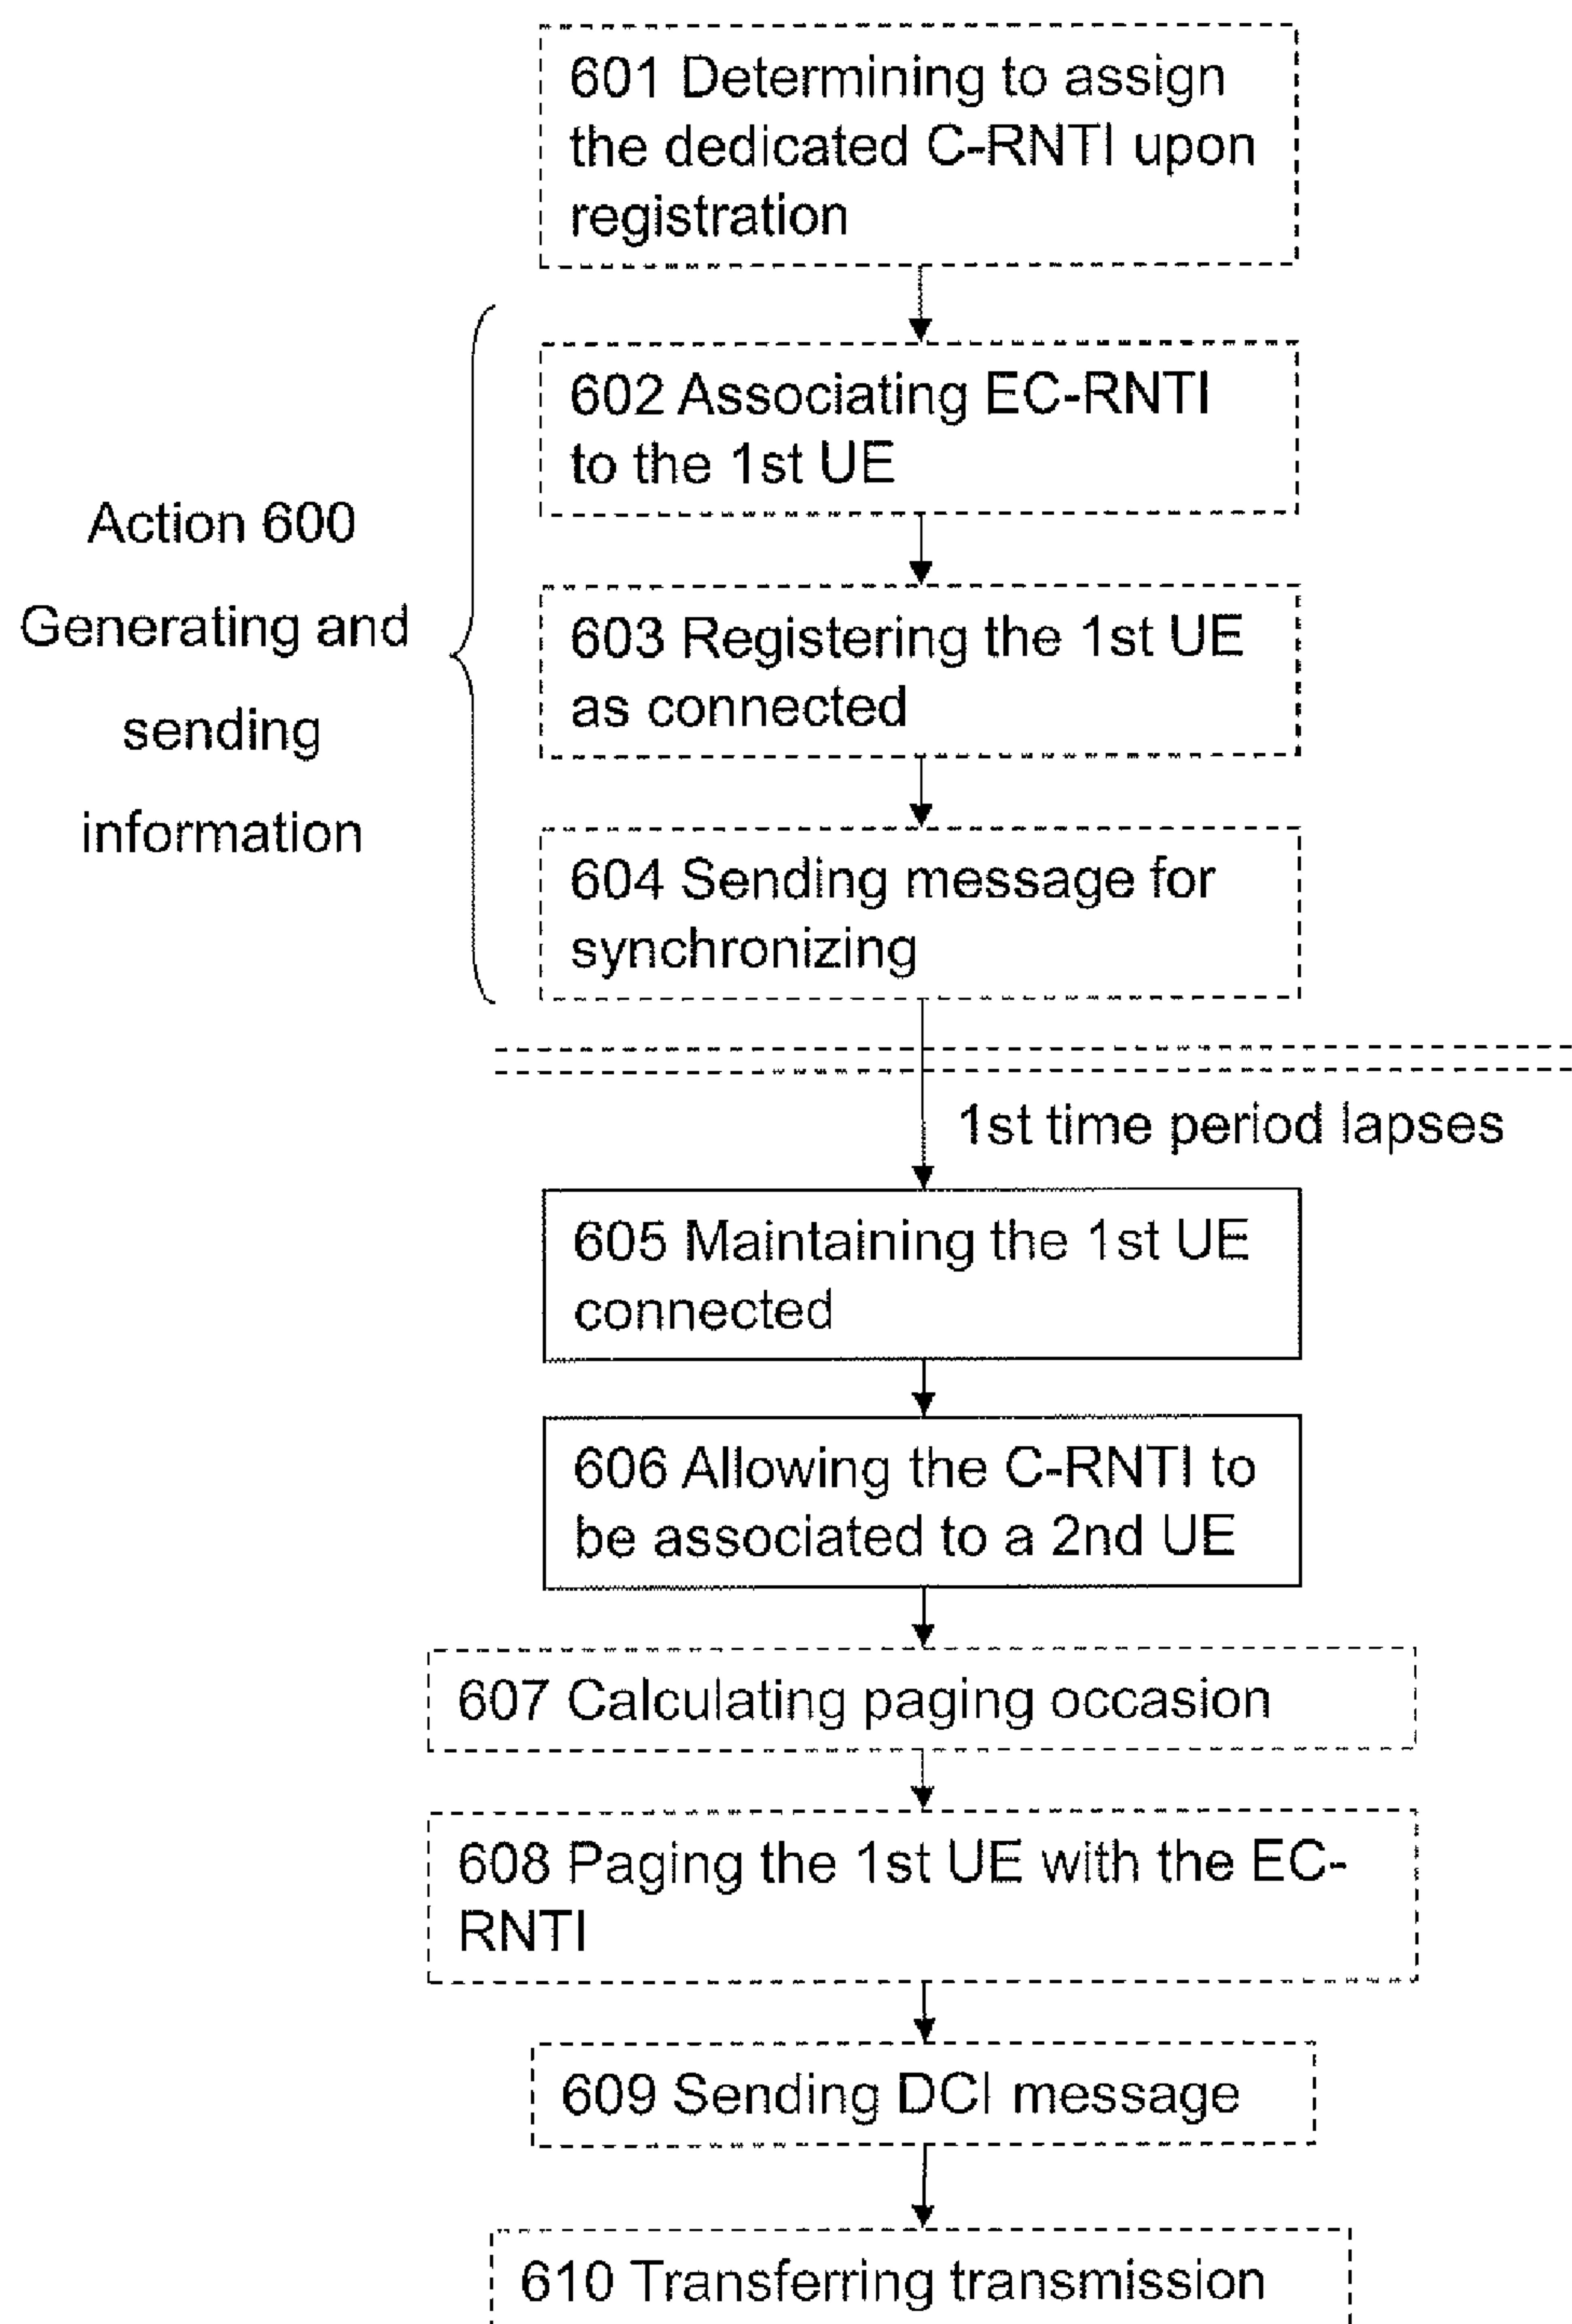 601 Determining to assign
the dedicated C-RNTI upon
registration
602 Associating EC-RNTI
to the 1st UE
603 Registering the 1st UE
as connected
604 Sending message for
synchronizing
Action 600
Generating and
sending
information
1st time period lapses
605 Maintaining the 1st UE
connected
606 Allowing the C-RNTI to
be associated to a 2nd UE
607 Calculating paging occasion
608 Paging the 1st UE with the EC-
RNTI
609 Sending DCI message
610 Transferring transmission